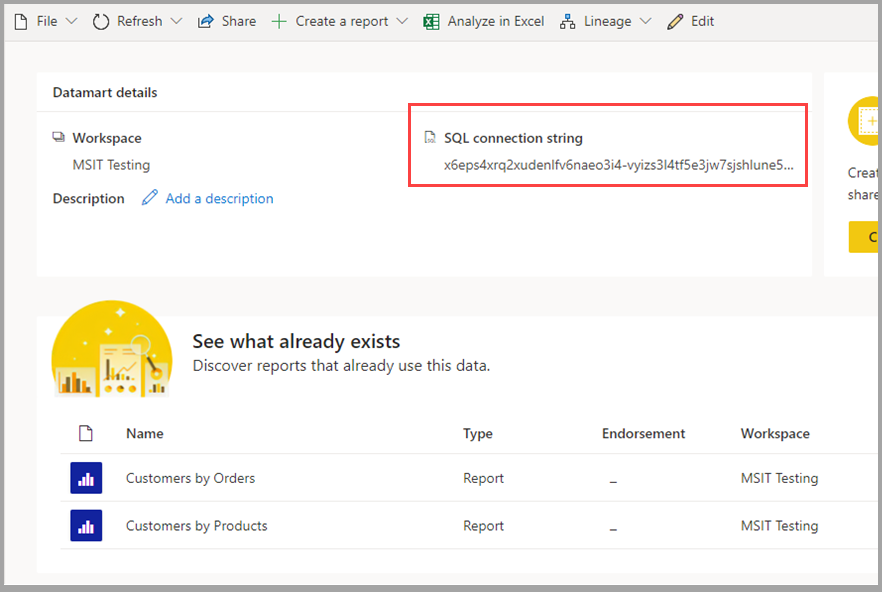 File Refresh Share Create a report Analyze in Excel Lineage Edit
Datamart details
Workspace
MSIT Testing
SQL connection string
x6eps4xrq2xudenlfv6naeo3i4-vyizs3l4tf5e3jw7sjshlune5...
Description Add a description
Creat
share
C
See what already exists
Discover reports that already use this data.
Name Type Endorsement Workspace
Customers by Orders Report _ MSIT Testing
Customers by Products Report _ MSIT Testing